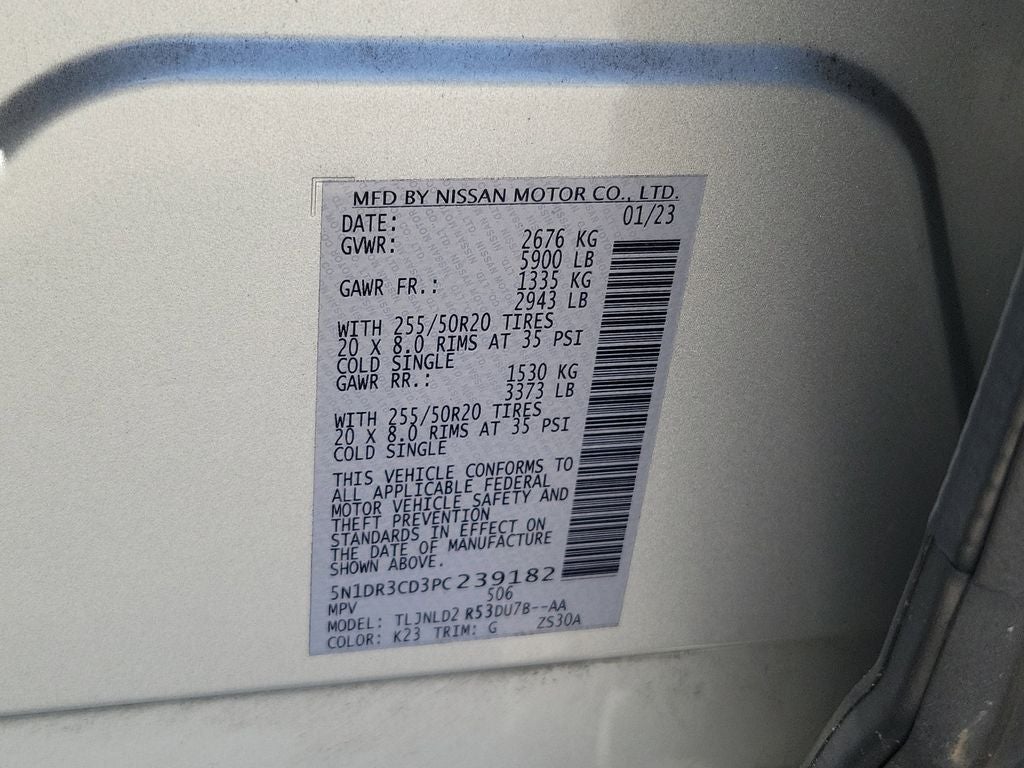 MFD BY NISSAN MOTOR CO., LTD.
DATE: 01/23
GVWR: 2676 KG
5900 LB
GAWR FR.: 1335 KG
2943 LB
WITH 255/50R20 TIRES
20 X 8.0 RIMS AT 35 PSI
COLD SINGLE
GAWR RR.: 1530 KG
3373 LB
WITH 255/50R20 TIRES
20 X 8.0 RIMS AT 35 PSI
COLD SINGLE
THIS VEHICLE CONFORMS TO
ALL APPLICABLE FEDERAL
MOTOR VEHICLE SAFETY AND
THEFT PREVENTION
STANDARDS IN EFFECT ON
THE DATE OF MANUFACTURE
SHOWN ABOVE.
5N1DR3CD3PC239182
MPV 506
MODEL: TLJNLD2 R53DU7B--AA
COLOR: K23 TRIM: G ZS30A